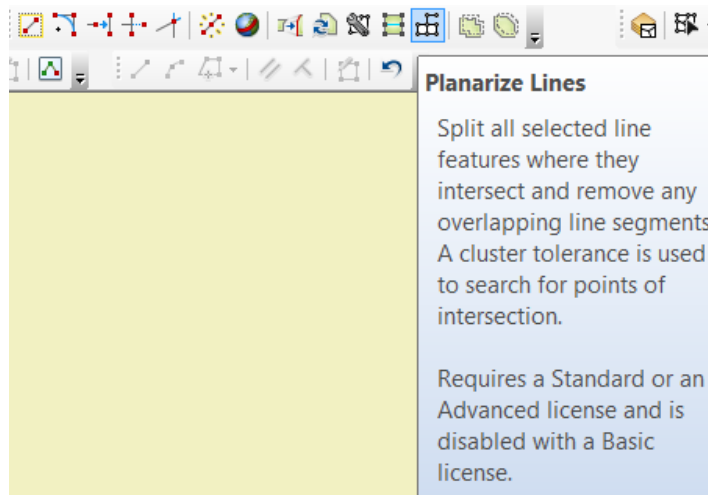 Planarize Lines
Split all selected line
features where they
intersect and remove any
overlapping line segments
A cluster tolerance is used
to search for points of
intersection.
Requires a Standard or an
Advanced license and is
disabled with a Basic
license.